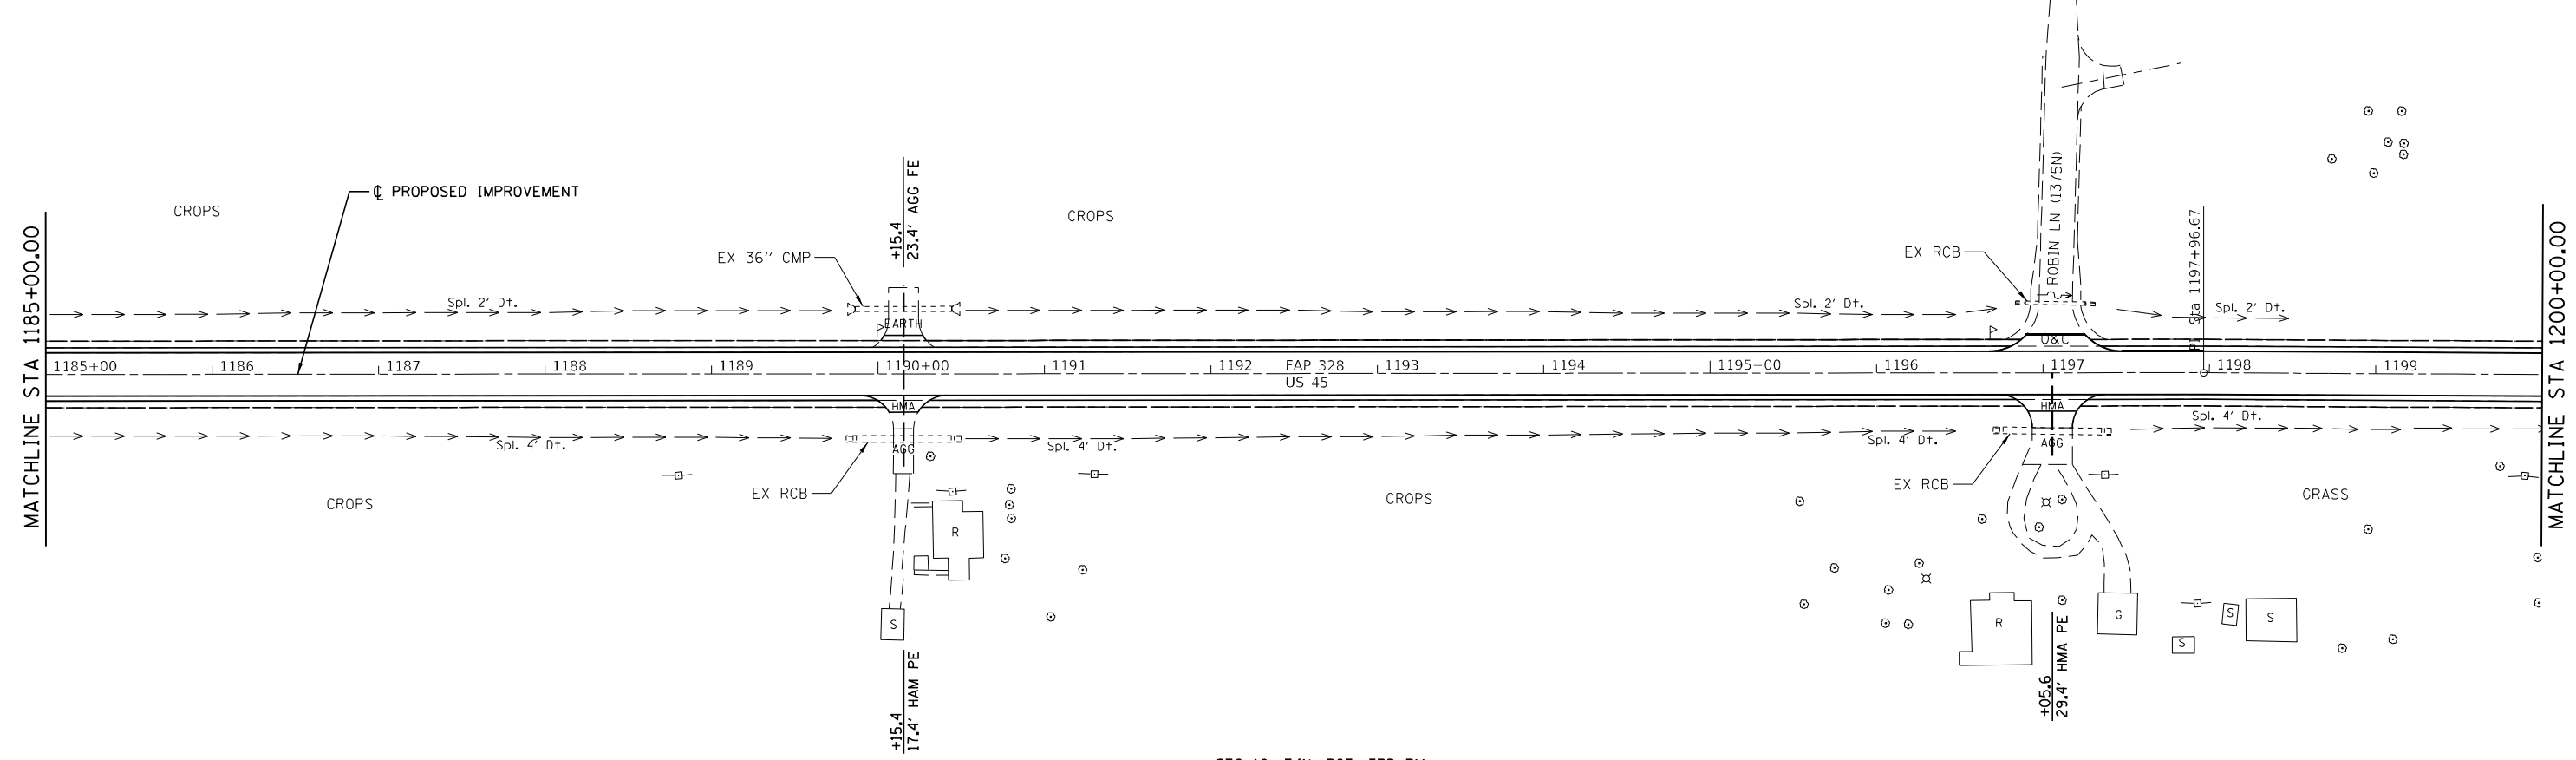 MATCHLINE STA 1185+00.00
CROPS
℄ PROPOSED IMPROVEMENT
+15.4
23.4' AGG FE
CROPS
EX 36" CMP
EX RCB
ROBIN LN (1375N)
PI Sta 1197+96.67
MATCHLINE STA 1200+00.00
Spl. 2' Dt.
EARTH
Spl. 2' Dt.
Spl. 2' Dt.
O&C
1185+00
1186
1187
1188
1189
1190+00
1191
1192
FAP 328
1193
1194
1195+00
1196
1197
1198
1199
US 45
HMA
HMA
Spl. 4' Dt.
AGG
Spl. 4' Dt.
Spl. 4' Dt.
AGG
Spl. 4' Dt.
EX RCB
EX RCB
CROPS
CROPS
GRASS
R
S
R
G
S
S
S
+15.4
17.4' HAM PE
+05.6
29.4' HMA PE